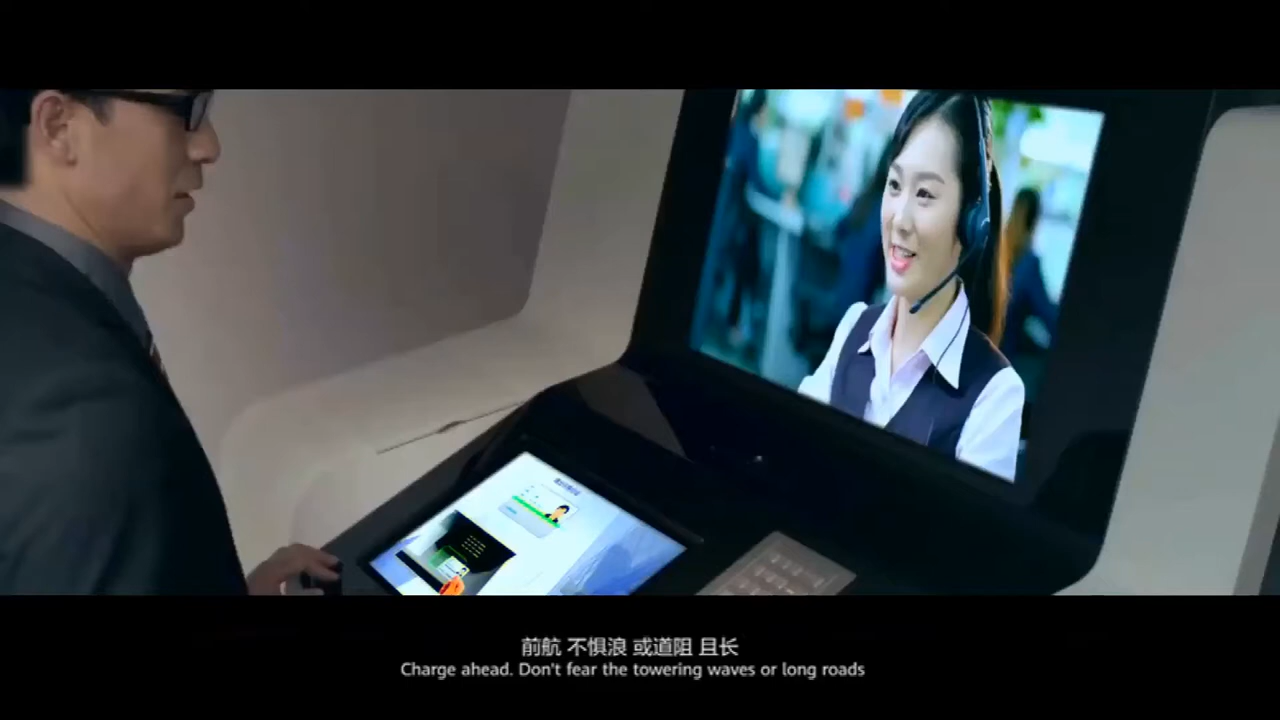 前航 不惧浪 或道阻 且长
Charge ahead. Don't fear the towering waves or long roads